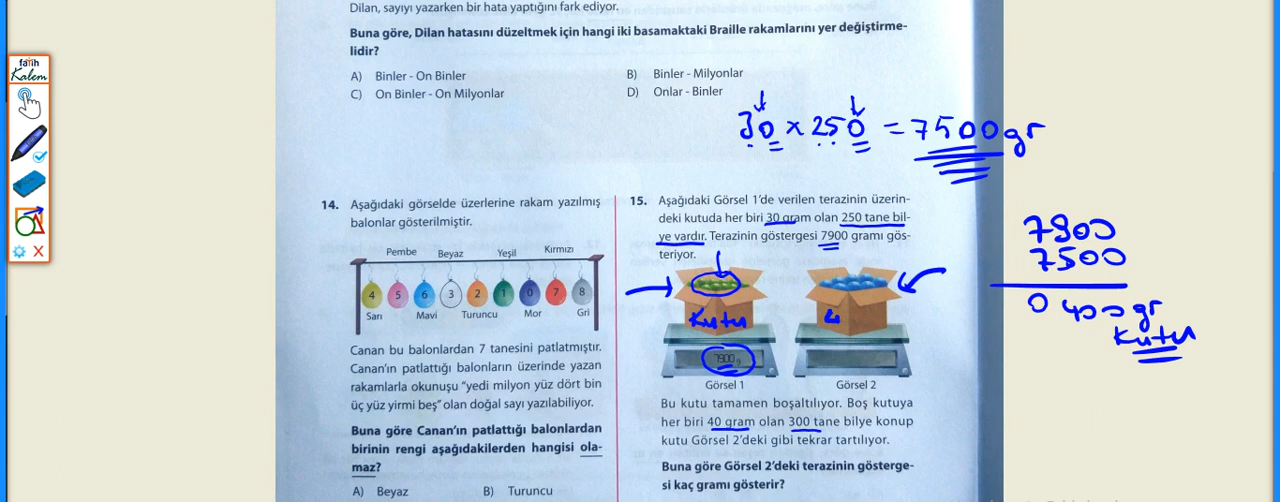 Dilan, sayıyı yazarken bir hata yaptığını fark ediyor.
Buna göre, Dilan hatasını düzeltmek için hangi iki basamaktaki Braille rakamlarını yer değiştirme-
lidir?
A) Binler - On Binler
B) Binler - Milyonlar
C) On Binler - On Milyonlar
D) Onlar - Binler
30 x 250 = 7500 gr
fatih
Kalem
14. Aşağıdaki görselde üzerlerine rakam yazılmış
balonlar gösterilmiştir.
Pembe Beyaz Yeşil Kırmızı
4 5 6 3 2 1 0 7 8
Sarı Mavi Turuncu Mor Gri
Canan bu balonlardan 7 tanesini patlatmıştır.
Canan'ın patlattığı balonların üzerinde yazan
rakamlarla okunuşu "yedi milyon yüz dört bin
üç yüz yirmi beş" olan doğal sayı yazılabiliyor.
Buna göre Canan'ın patlattığı balonlardan
birinin rengi aşağıdakilerden hangisi ola-
maz?
A) Beyaz B) Turuncu
15. Aşağıdaki Görsel 1'de verilen terazinin üzerin-
deki kutuda her biri 30 gram olan 250 tane bil-
ye vardır. Terazinin göstergesi 7900 gramı gös-
teriyor.
Kutu
7900 g
Görsel 1 Görsel 2
Bu kutu tamamen boşaltılıyor. Boş kutuya
her biri 40 gram olan 300 tane bilye konup
kutu Görsel 2'deki gibi tekrar tartılıyor.
Buna göre Görsel 2'deki terazinin gösterge-
si kaç gramı gösterir?
7900
7500
0400 gr
Kutu